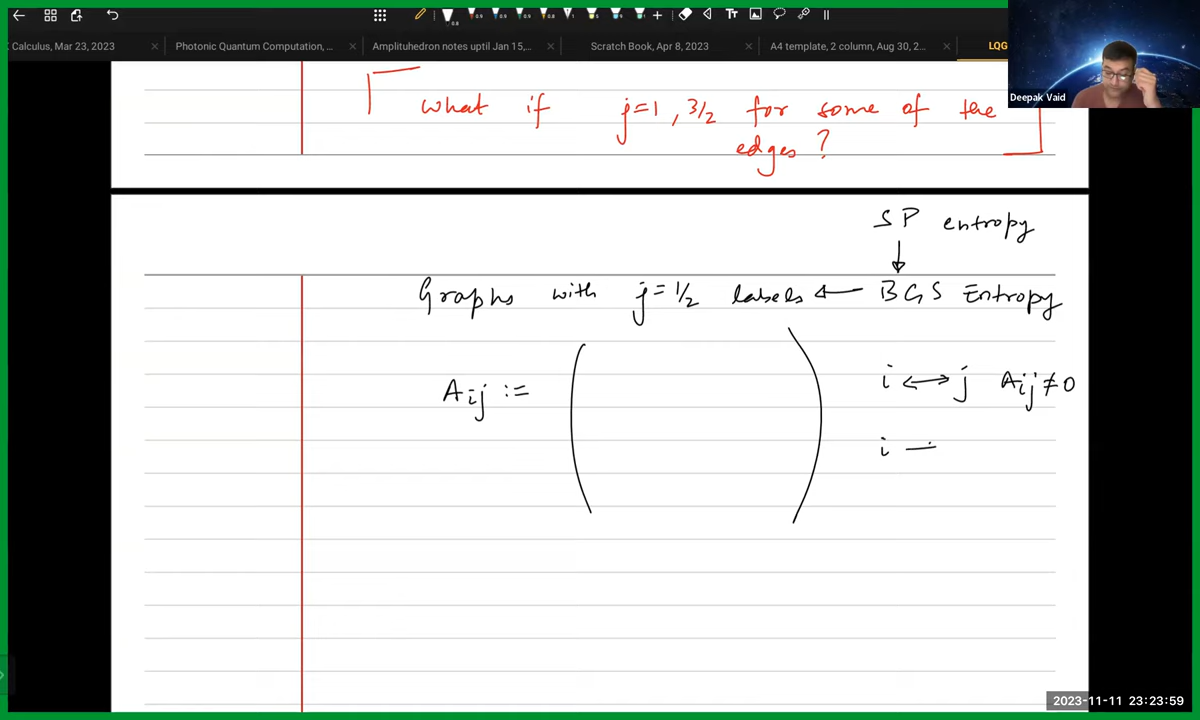 Calculus, Mar 23, 2023
Photonic Quantum Computation, ...
Amplituhedron notes uptil Jan 15,...
Scratch Book, Apr 8, 2023
A4 template, 2 column, Aug 30, 2...
LQG
Deepak Vaid
what if j=1, 3/2 for some of the
edges?
SP entropy
↓
Graphs with j=1/2 labels ← BGS Entropy
Aij :=
i ↔ j Aij ≠ 0
i
2023-11-11 23:23:59